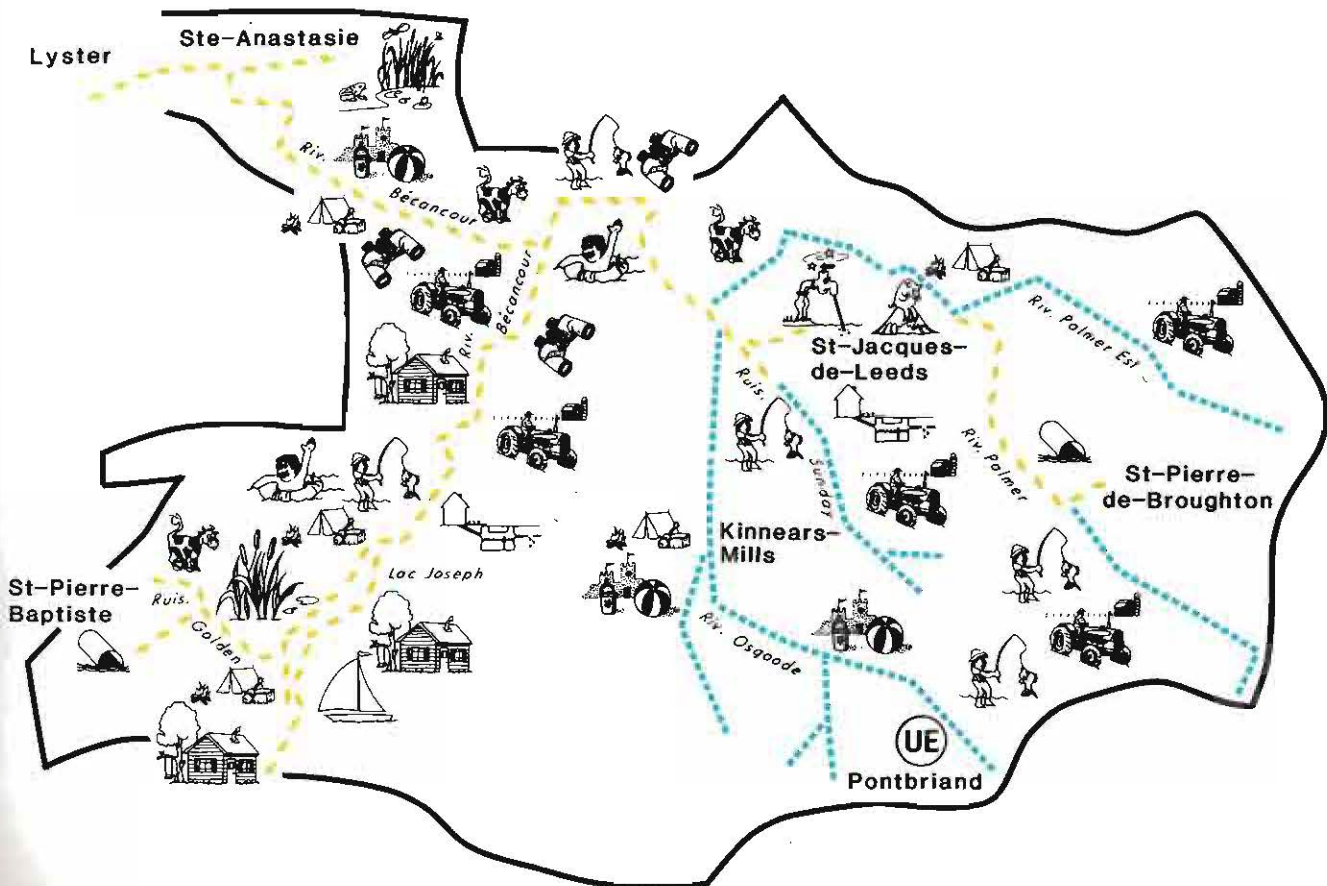 Ste-Anastasie
Lyster
Riv.
Bécancour
Riv.
Bécancour
Riv. Palmer Est
St-Jacques-
de-Leeds
Ruis.
Sunday
Riv. Palmer
St-Pierre-
de-Broughton
Kinnears-
Mills
Lac Joseph
St-Pierre-
Baptiste
Ruis.
Golden
Riv. Osgoode
UE
Pontbriand